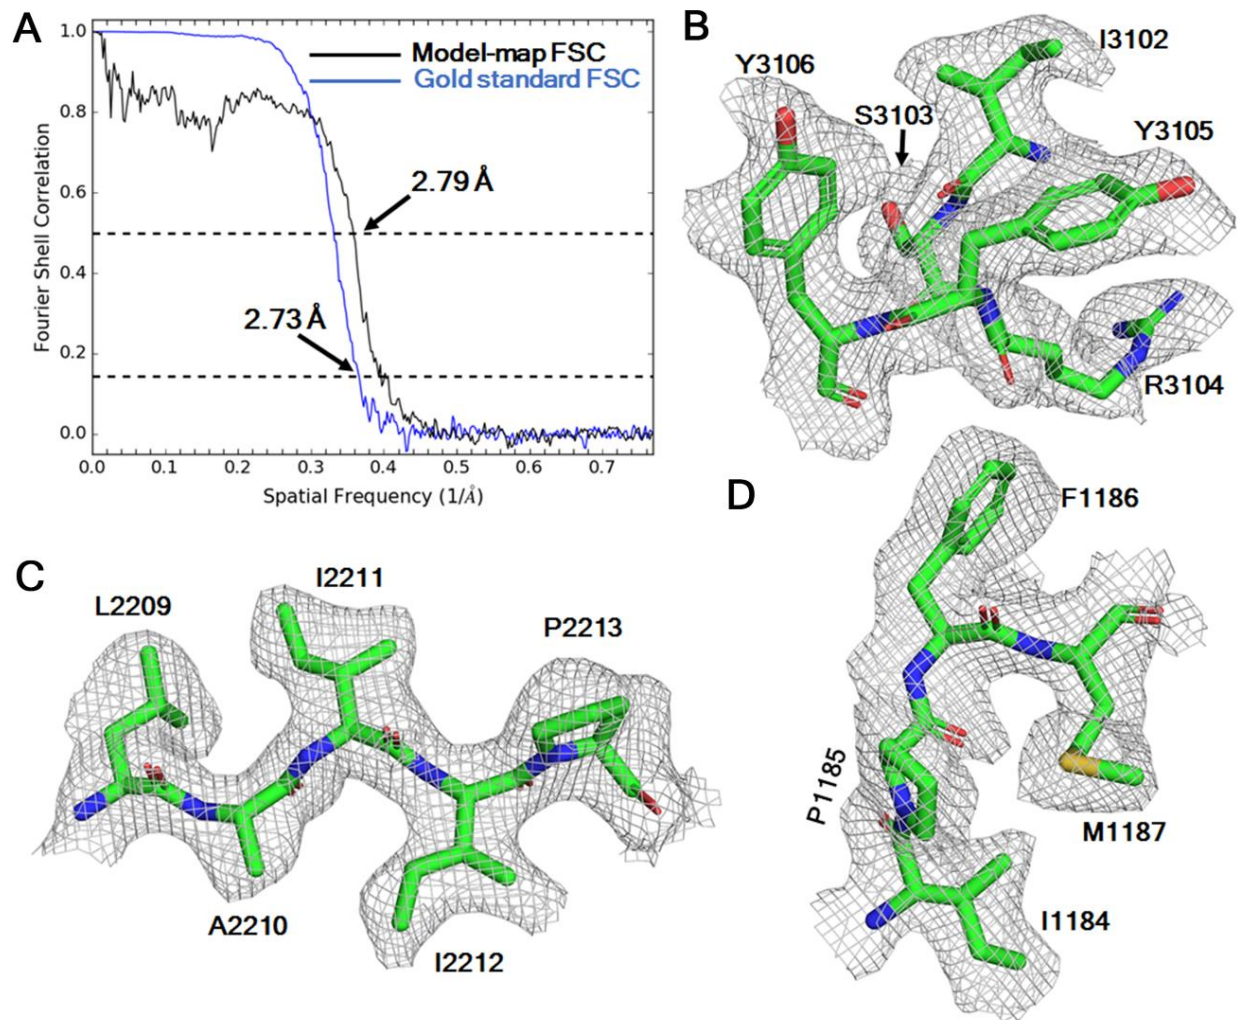 A
1.0
0.8
0.6
0.4
0.2
0.0
Fourier Shell Correlation
Model-map FSC
Gold standard FSC
2.79 Å
2.73 Å
0.0 0.1 0.2 0.3 0.4 0.5 0.6 0.7
Spatial Frequency (1/Å)
B
I3102
Y3106
S3103
Y3105
R3104
C
L2209
I2211
P2213
A2210
I2212
D
F1186
P1185
M1187
I1184